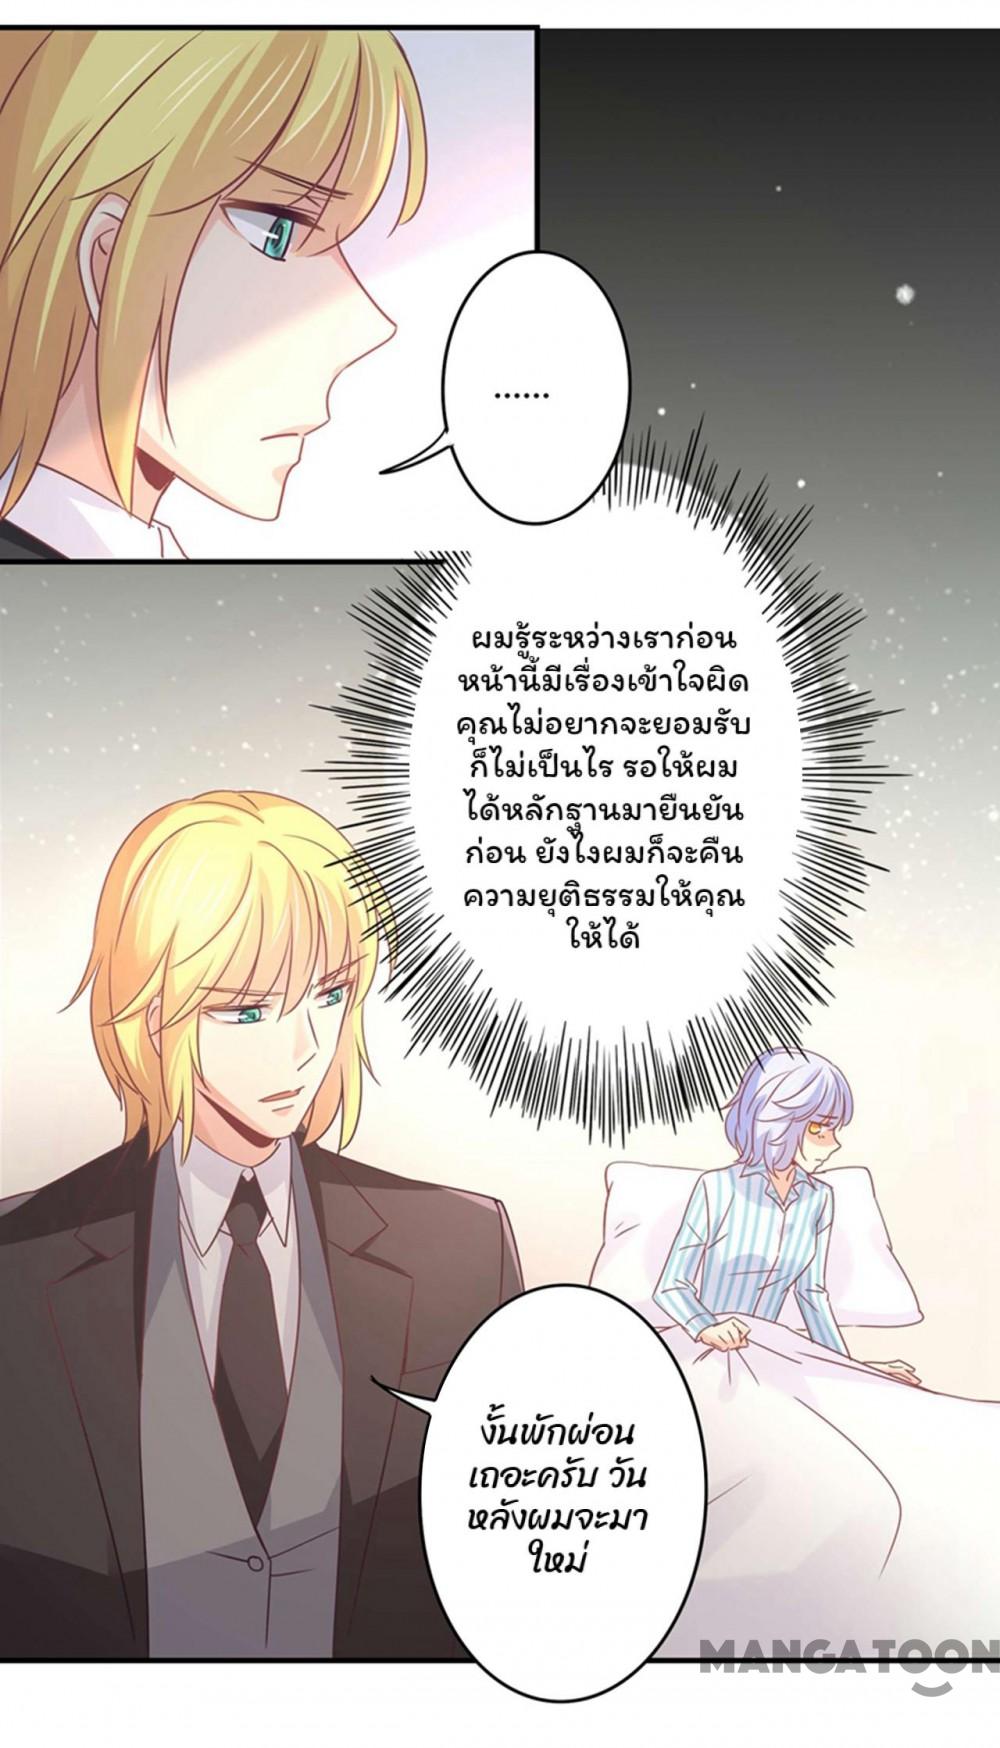 ......
ผมรู้ระหว่างเราก่อน
หน้านี้มีเรื่องเข้าใจผิด
คุณไม่อยากจะยอมรับ
ก็ไม่เป็นไร รอให้ผม
ได้หลักฐานมายืนยัน
ก่อน ยังไงผมก็จะคืน
ความยุติธรรมให้คุณ
ให้ได้
งั้นพักผ่อน
เถอะครับ วัน
หลังผมจะมา
ใหม่
MANGATOON